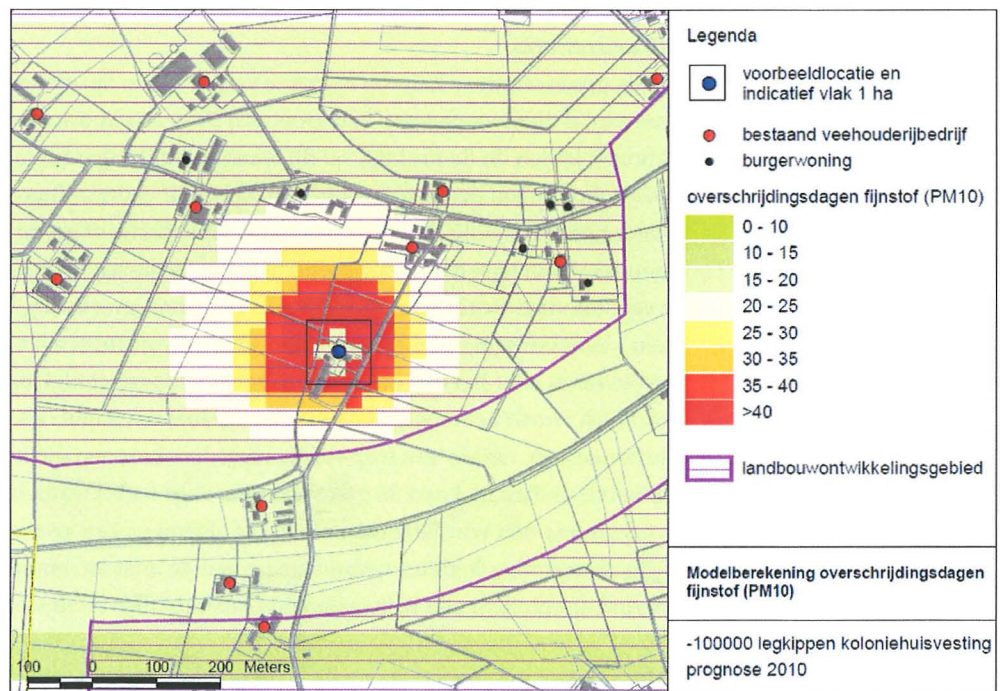 Legenda
voorbeeldlocatie en
indicatief vlak 1 ha
bestaand veehouderijbedrijf
burgerwoning
overschrijdingsdagen fijnstof (PM10)
0 - 10
10 - 15
15 - 20
20 - 25
25 - 30
30 - 35
35 - 40
>40
landbouwontwikkelingsgebied
Modelberekening overschrijdingsdagen
fijnstof (PM10)
-100000 legkippen koloniehuisvesting
prognose 2010
100 0 100 200 Meters